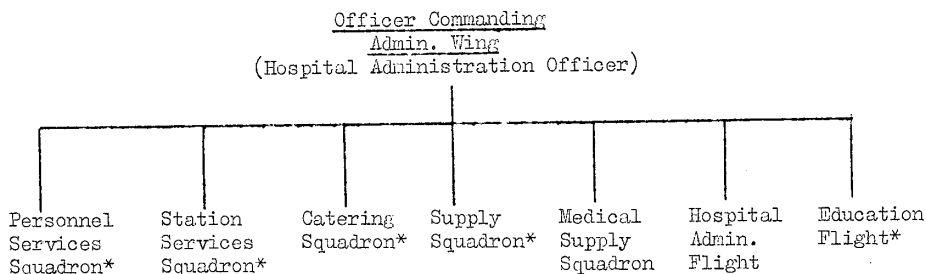 Officer Commanding
Admin. Wing
(Hospital Administration Officer)
Personnel
Services
Squadron*
Station
Services
Squadron*
Catering
Squadron*
Supply
Squadron*
Medical
Supply
Squadron
Hospital
Admin.
Flight
Education
Flight*